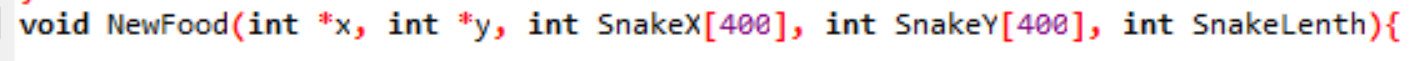 void NewFood(int *x, int *y, int SnakeX[400], int SnakeY[400], int SnakeLenth){